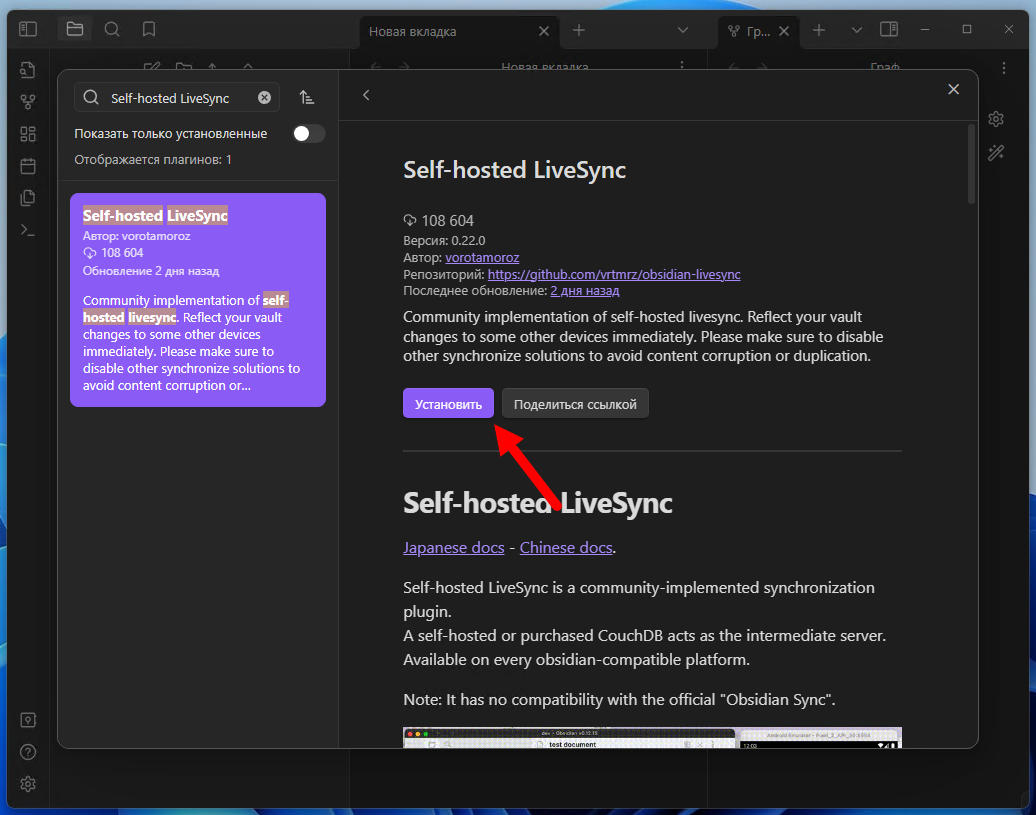 Новая вкладка
Гр...
Новая вкладка
Граф
Self-hosted LiveSync
Показать только установленные
Отображается плагинов: 1
Self-hosted LiveSync
Автор: vorotamoroz
108 604
Обновление 2 дня назад
Community implementation of self-
hosted livesync. Reflect your vault
changes to some other devices
immediately. Please make sure to
disable other synchronize solutions to
avoid content corruption or...
Self-hosted LiveSync
108 604
Версия: 0.22.0
Автор: vorotamoroz
Репозиторий: https://github.com/vrtmrz/obsidian-livesync
Последнее обновление: 2 дня назад
Community implementation of self-hosted livesync. Reflect your vault
changes to some other devices immediately. Please make sure to disable
other synchronize solutions to avoid content corruption or duplication.
Установить
Поделиться ссылкой
Self-hosted LiveSync
Japanese docs - Chinese docs.
Self-hosted LiveSync is a community-implemented synchronization
plugin.
A self-hosted or purchased CouchDB acts as the intermediate server.
Available on every obsidian-compatible platform.
Note: It has no compatibility with the official "Obsidian Sync".
test document
12:03